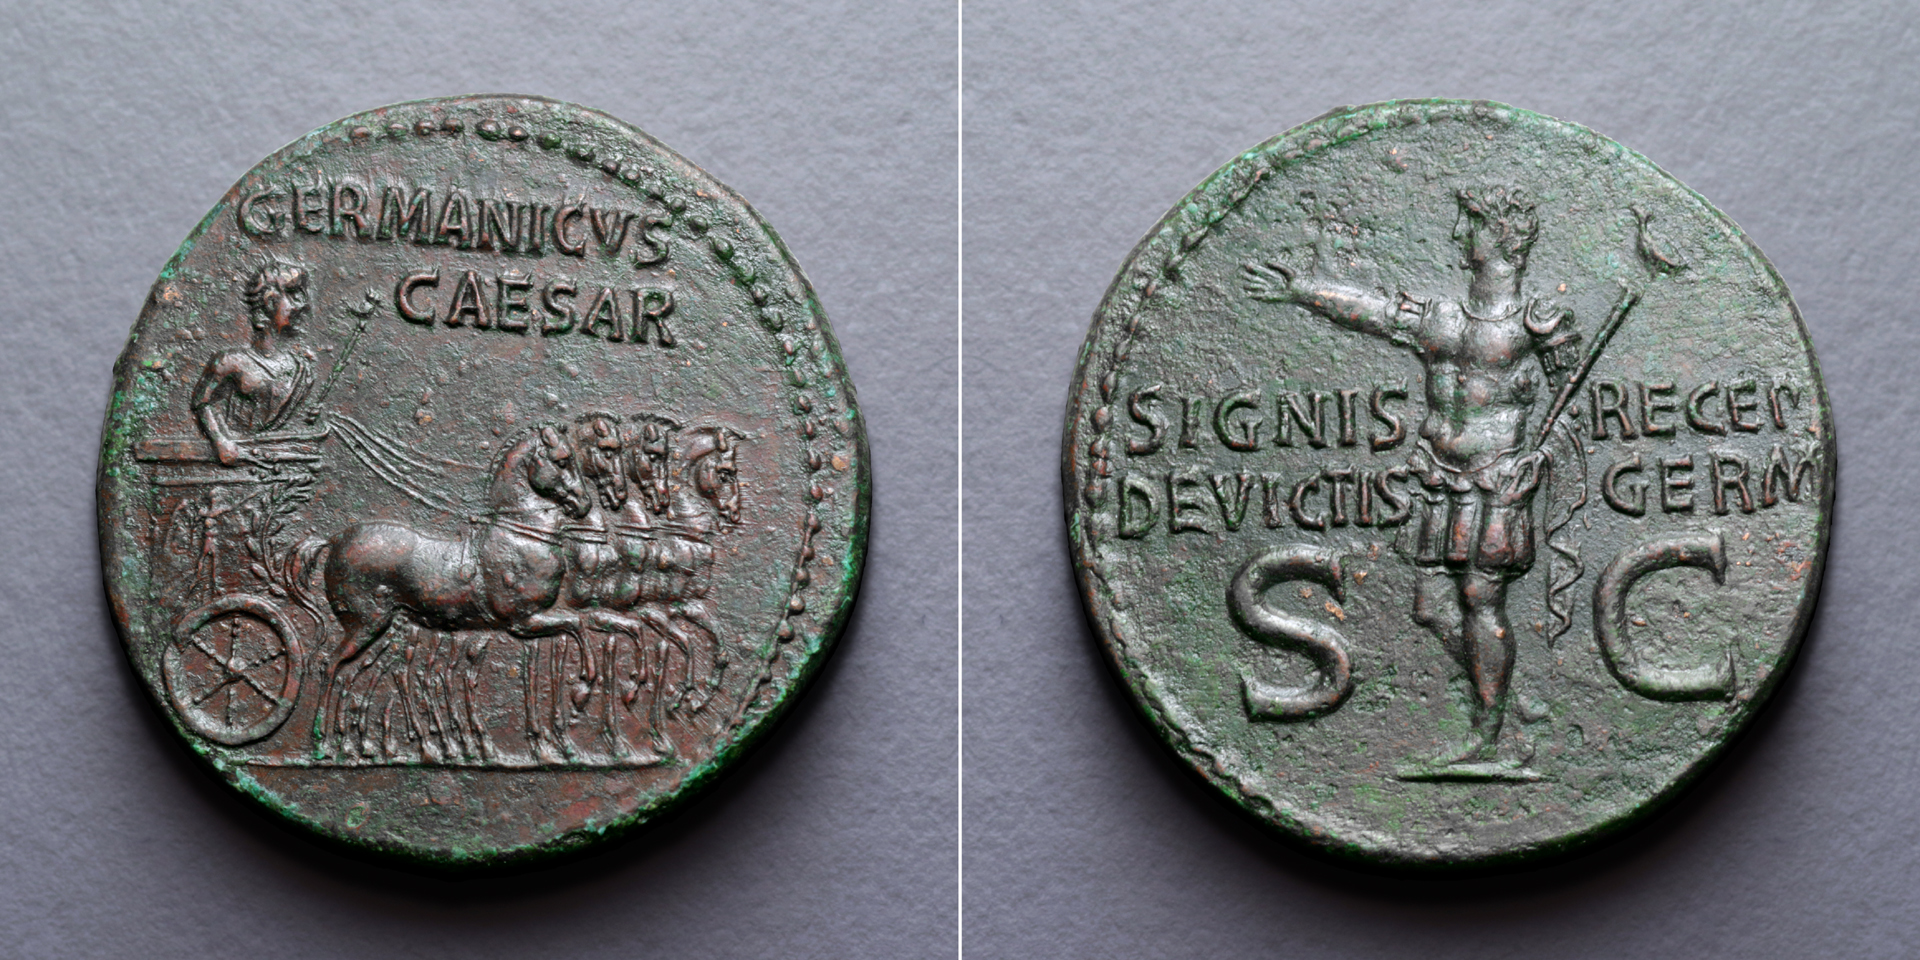 GERMANICVS
CAESAR
SIGNIS RECEP
DEVICTIS GERM
S C